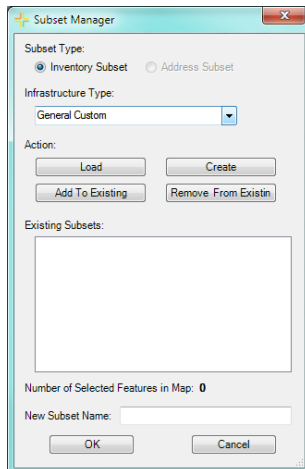 Subset Manager
Subset Type:
Inventory Subset Address Subset
Infrastructure Type:
General Custom
Action:
Load Create
Add To Existing Remove From Existin
Existing Subsets:
Number of Selected Features in Map: 0
New Subset Name:
OK Cancel